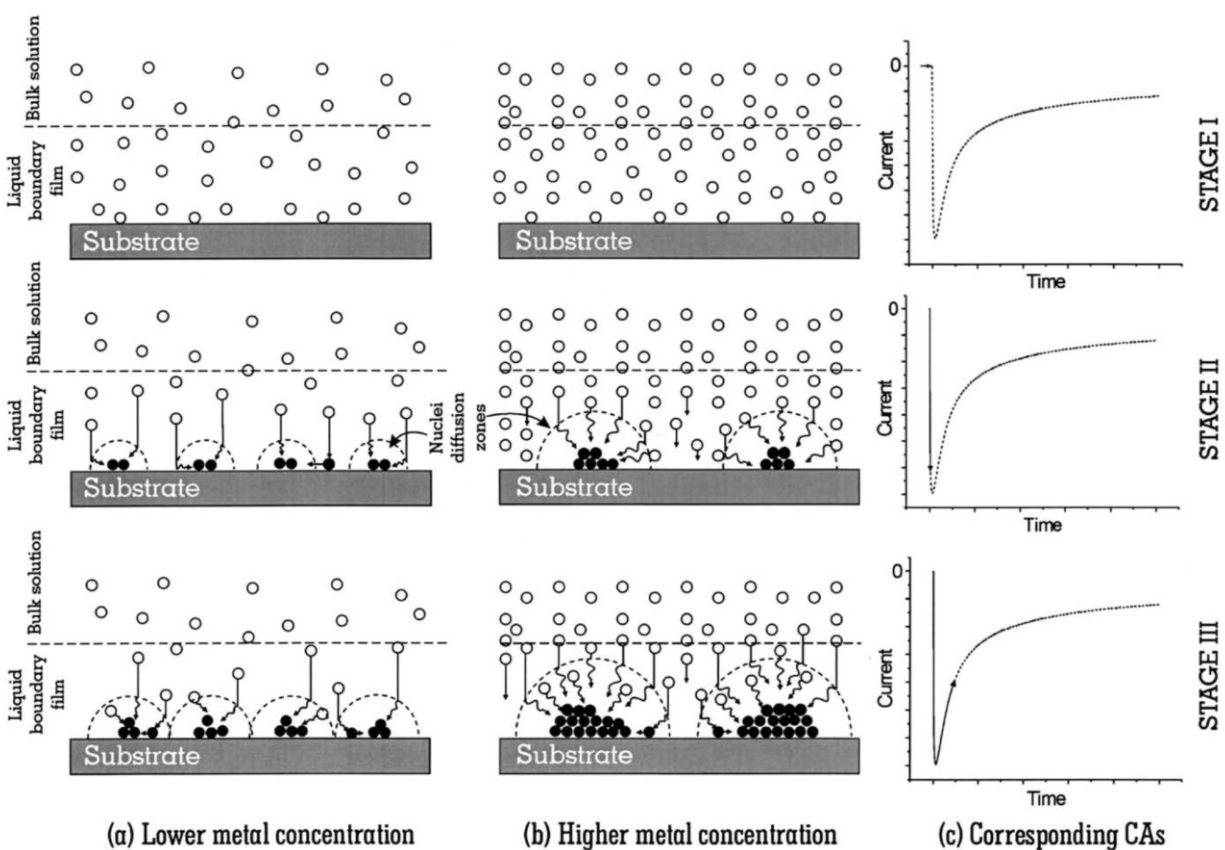 Bulk solution
Liquid
boundary
film
Substrate
Substrate
0
Current
Time
STAGE I
Bulk solution
Liquid
boundary
film
Substrate
Nuclei
diffusion
zones
Substrate
0
Current
Time
STAGE II
Bulk solution
Liquid
boundary
film
Substrate
Substrate
0
Current
Time
STAGE III
(a) Lower metal concentration
(b) Higher metal concentration
(c) Corresponding CAs